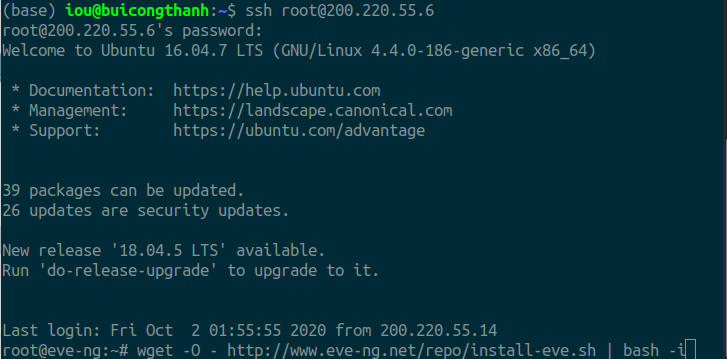 (base) iou@buicongthanh:~$ ssh root@200.220.55.6
root@200.220.55.6's password:
Welcome to Ubuntu 16.04.7 LTS (GNU/Linux 4.4.0-186-generic x86_64)
* Documentation: https://help.ubuntu.com
* Management: https://landscape.canonical.com
* Support: https://ubuntu.com/advantage
39 packages can be updated.
26 updates are security updates.
New release '18.04.5 LTS' available.
Run 'do-release-upgrade' to upgrade to it.
Last login: Fri Oct  2 01:55:55 2020 from 200.220.55.14
root@eve-ng:~# wget -O - http://www.eve-ng.net/repo/install-eve.sh | bash -i